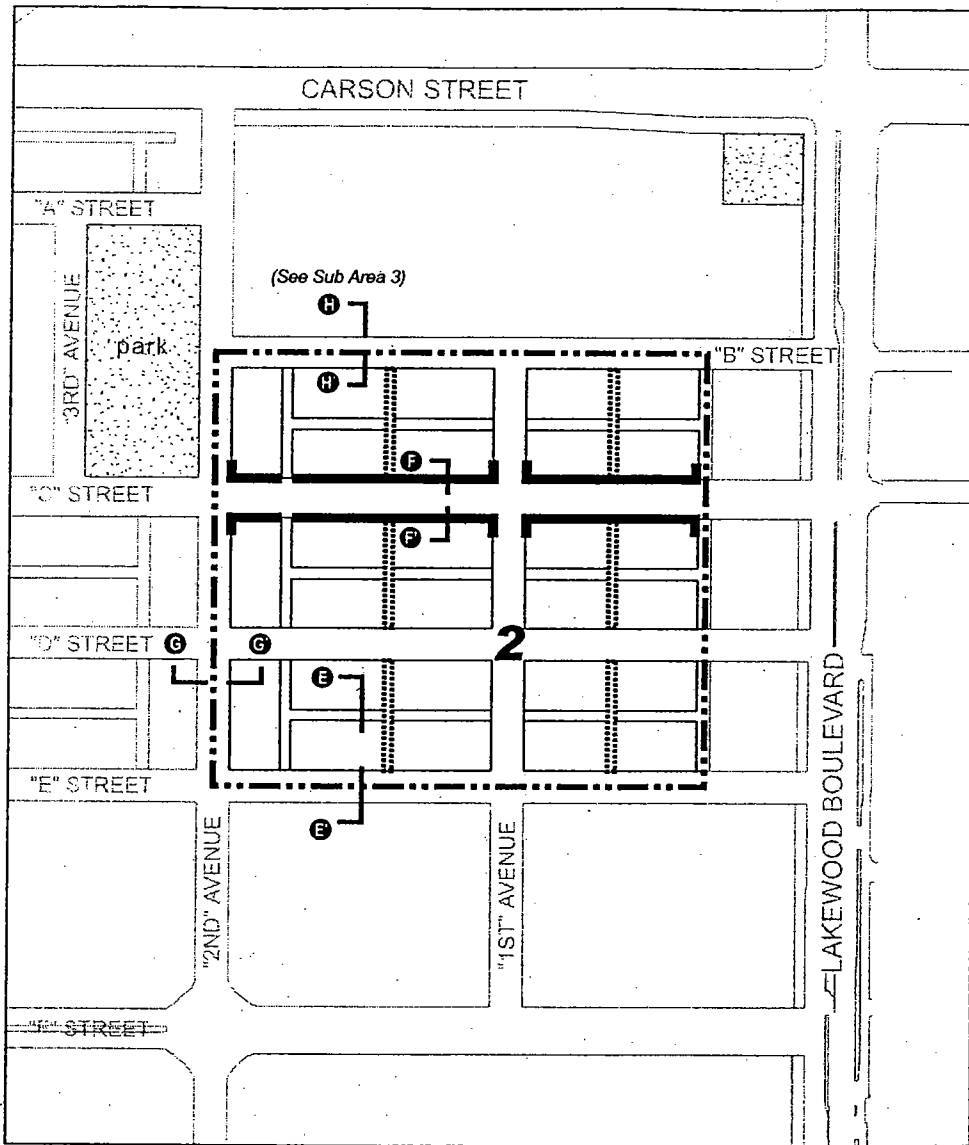 CARSON STREET
"A" STREET
"3RD" AVENUE
park
(See Sub Area 3)
H
"B" STREET
H'
F
"C" STREET
F'
"D" STREET
G
G
2
E
"E" STREET
E'
"2ND" AVENUE
"1ST" AVENUE
LAKEWOOD BOULEVARD
"F" STREET